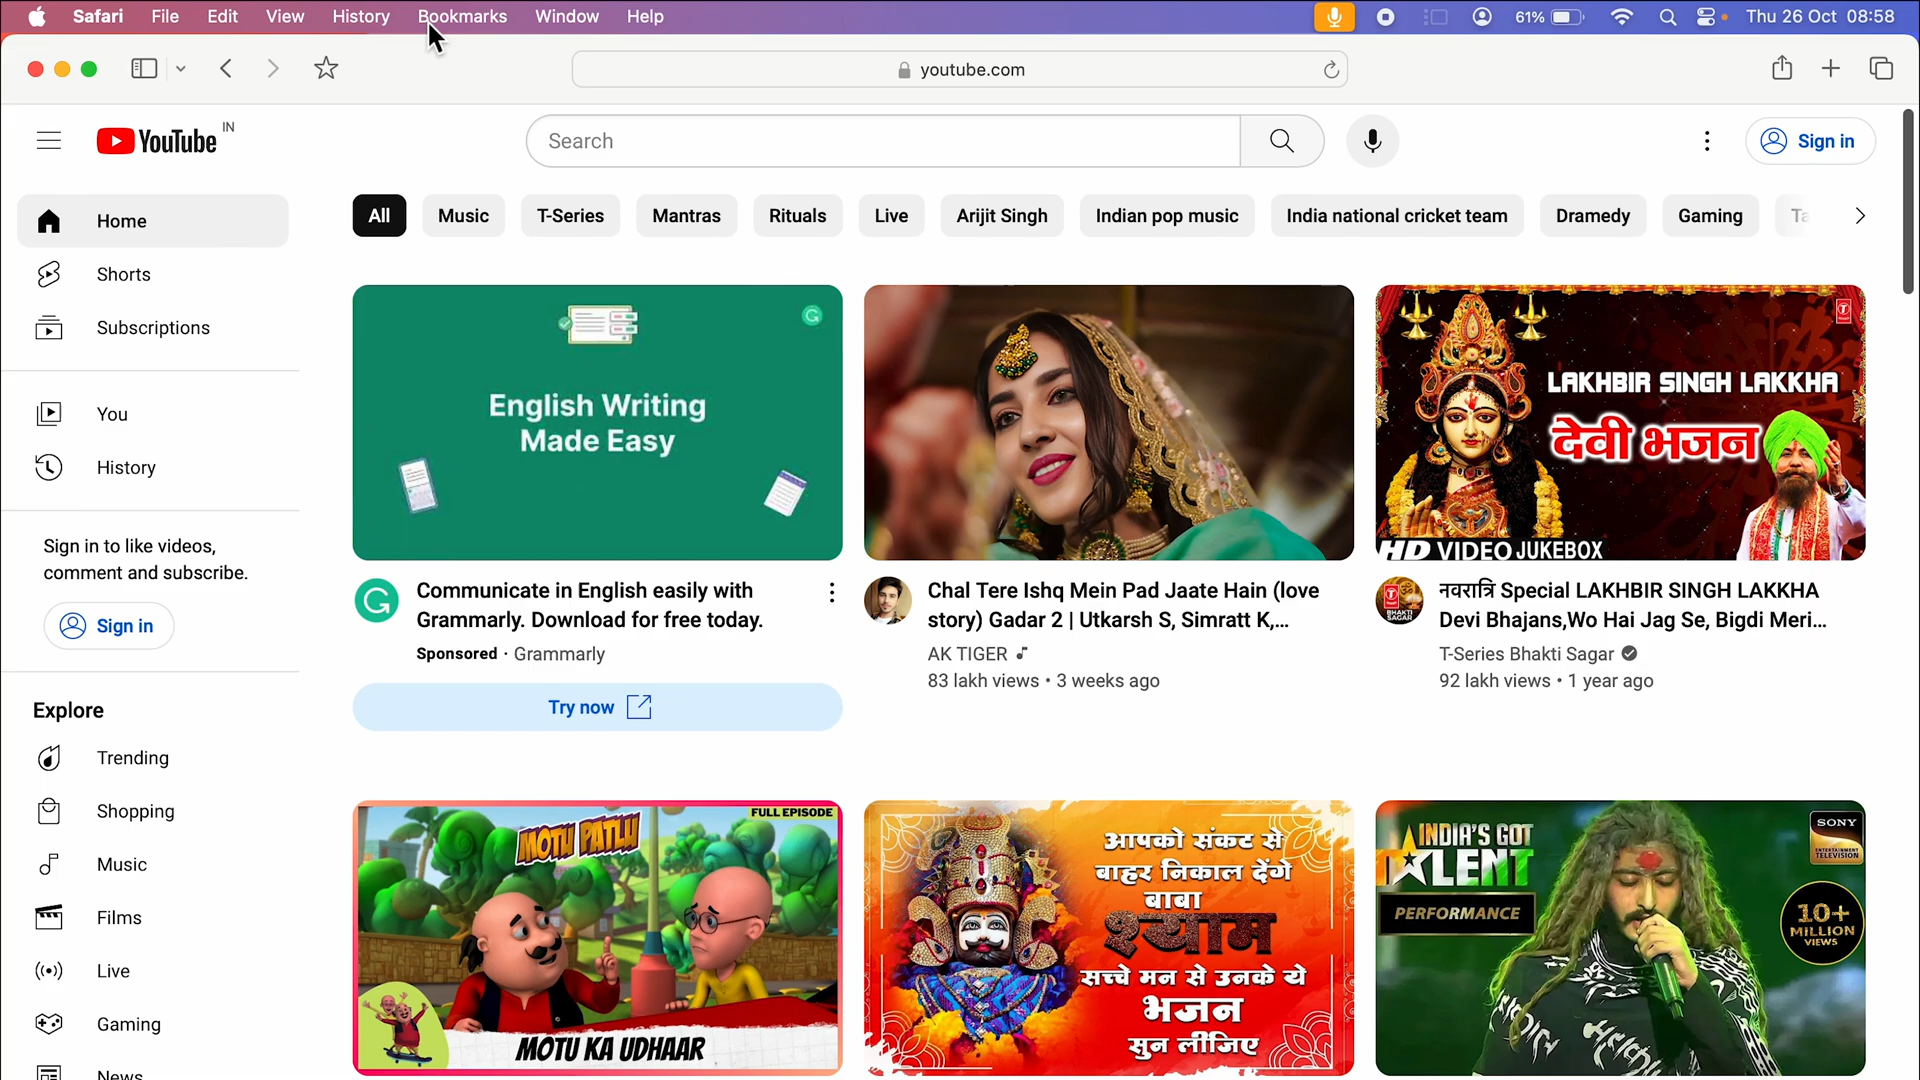 Safari File Edit View History Bookmarks Window Help 61% Thu 26 Oct 08:58
youtube.com
YouTube IN
Search
Sign in
Home
Shorts
Subscriptions
You
History
Sign in to like videos,
comment and subscribe.
Sign in
Explore
Trending
Shopping
Music
Films
Live
Gaming
News
All Music T-Series Mantras Rituals Live Arijit Singh Indian pop music India national cricket team Dramedy Gaming
English Writing
Made Easy
Communicate in English easily with
Grammarly. Download for free today.
Sponsored · Grammarly
Try now
Chal Tere Ishq Mein Pad Jaate Hain (love
story) Gadar 2 | Utkarsh S, Simratt K,...
AK TIGER
83 lakh views • 3 weeks ago
LAKHBIR SINGH LAKKHA
देवी भजन
HD VIDEO JUKEBOX
नवरात्रि Special LAKHBIR SINGH LAKKHA
Devi Bhajans,Wo Hai Jag Se, Bigdi Meri...
T-Series Bhakti Sagar
92 lakh views • 1 year ago
FULL EPISODE
MOTU PATLU
MOTU KA UDHAAR
आपको संकट से
बाहर निकाल देंगे
बाबा
श्याम
सच्चे मन से उनके ये
भजन
सुन लीजिए
INDIA'S GOT
TALENT
PERFORMANCE
SONY
ENTERTAINMENT
TELEVISION
10+
MILLION
VIEWS